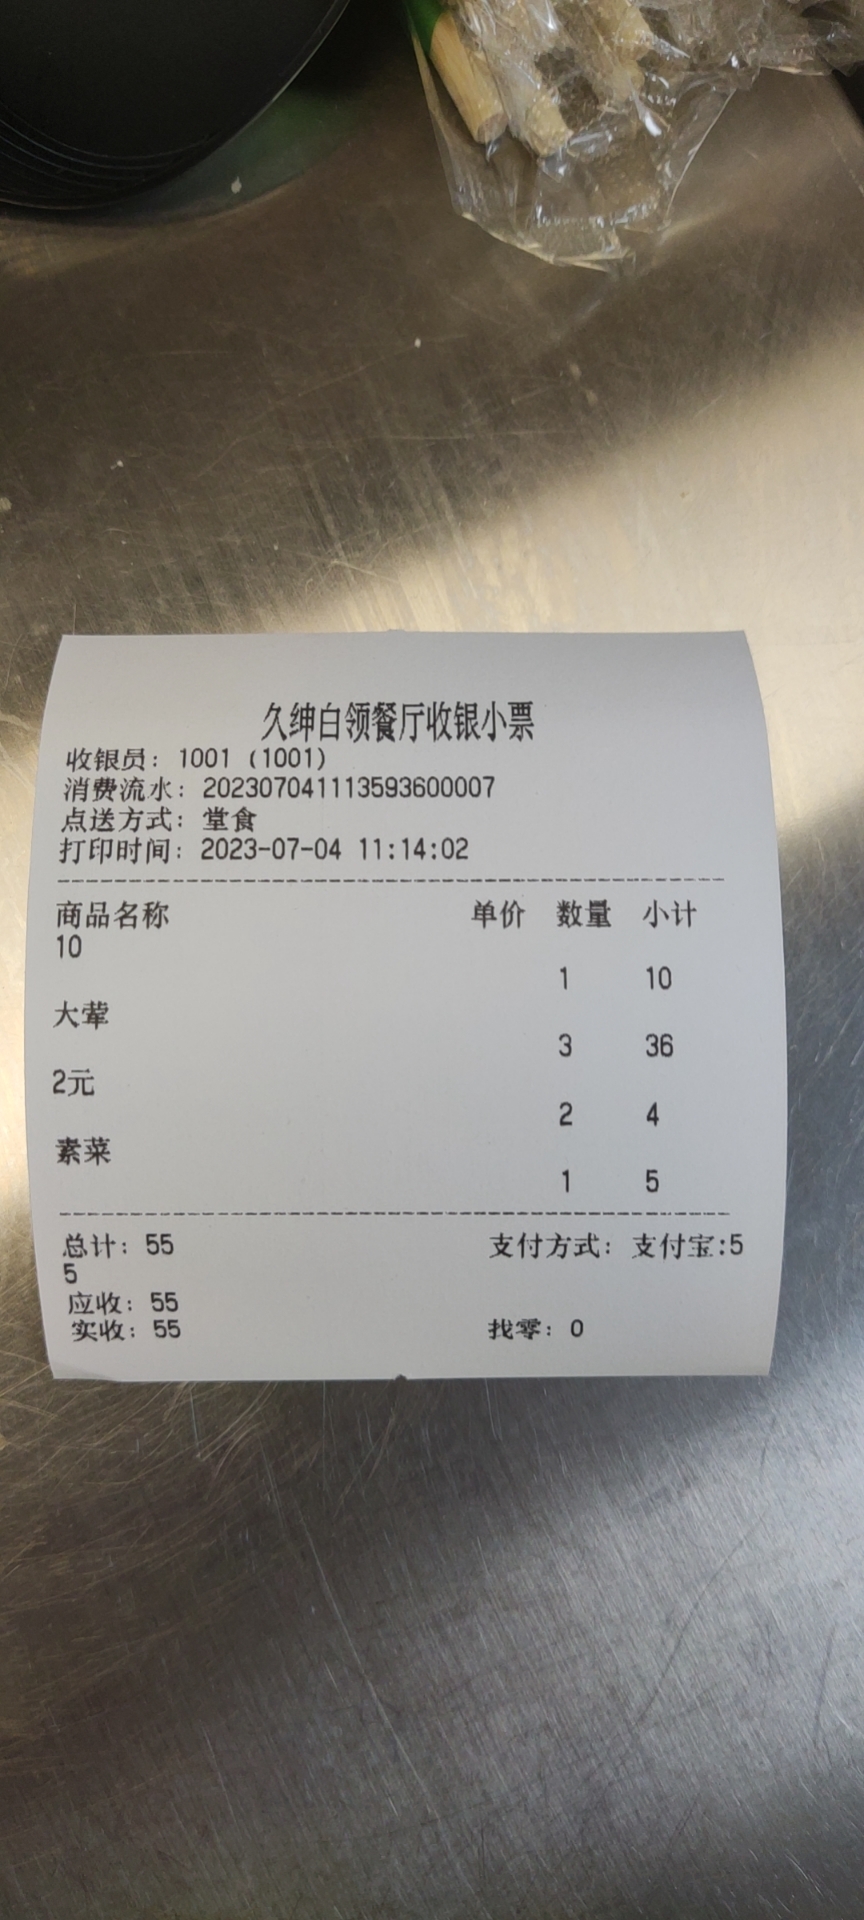 久绅白领餐厅收银小票
收银员: 1001 (1001)
消费流水: 202307041113593600007
点送方式: 堂食
打印时间: 2023-07-04 11:14:02
商品名称 单价 数量 小计
10
1 10
大荤
3 36
2元
2 4
素菜
1 5
总计: 55 支付方式: 支付宝:5
5
应收: 55
实收: 55 找零: 0